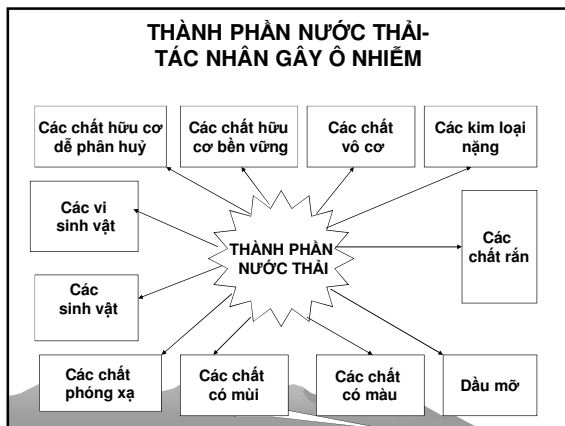 THÀNH PHẦN NƯỚC THẢI-
TÁC NHÂN GÂY Ô NHIỄM
Các chất hữu cơ
dễ phân huỷ
Các chất hữu
cơ bền vững
Các chất
vô cơ
Các kim loại
nặng
Các vi
sinh vật
THÀNH PHẦN
NƯỚC THẢI
Các
chất rắn
Các
sinh vật
Các chất
phóng xạ
Các chất
có mùi
Các chất
có màu
Dầu mỡ